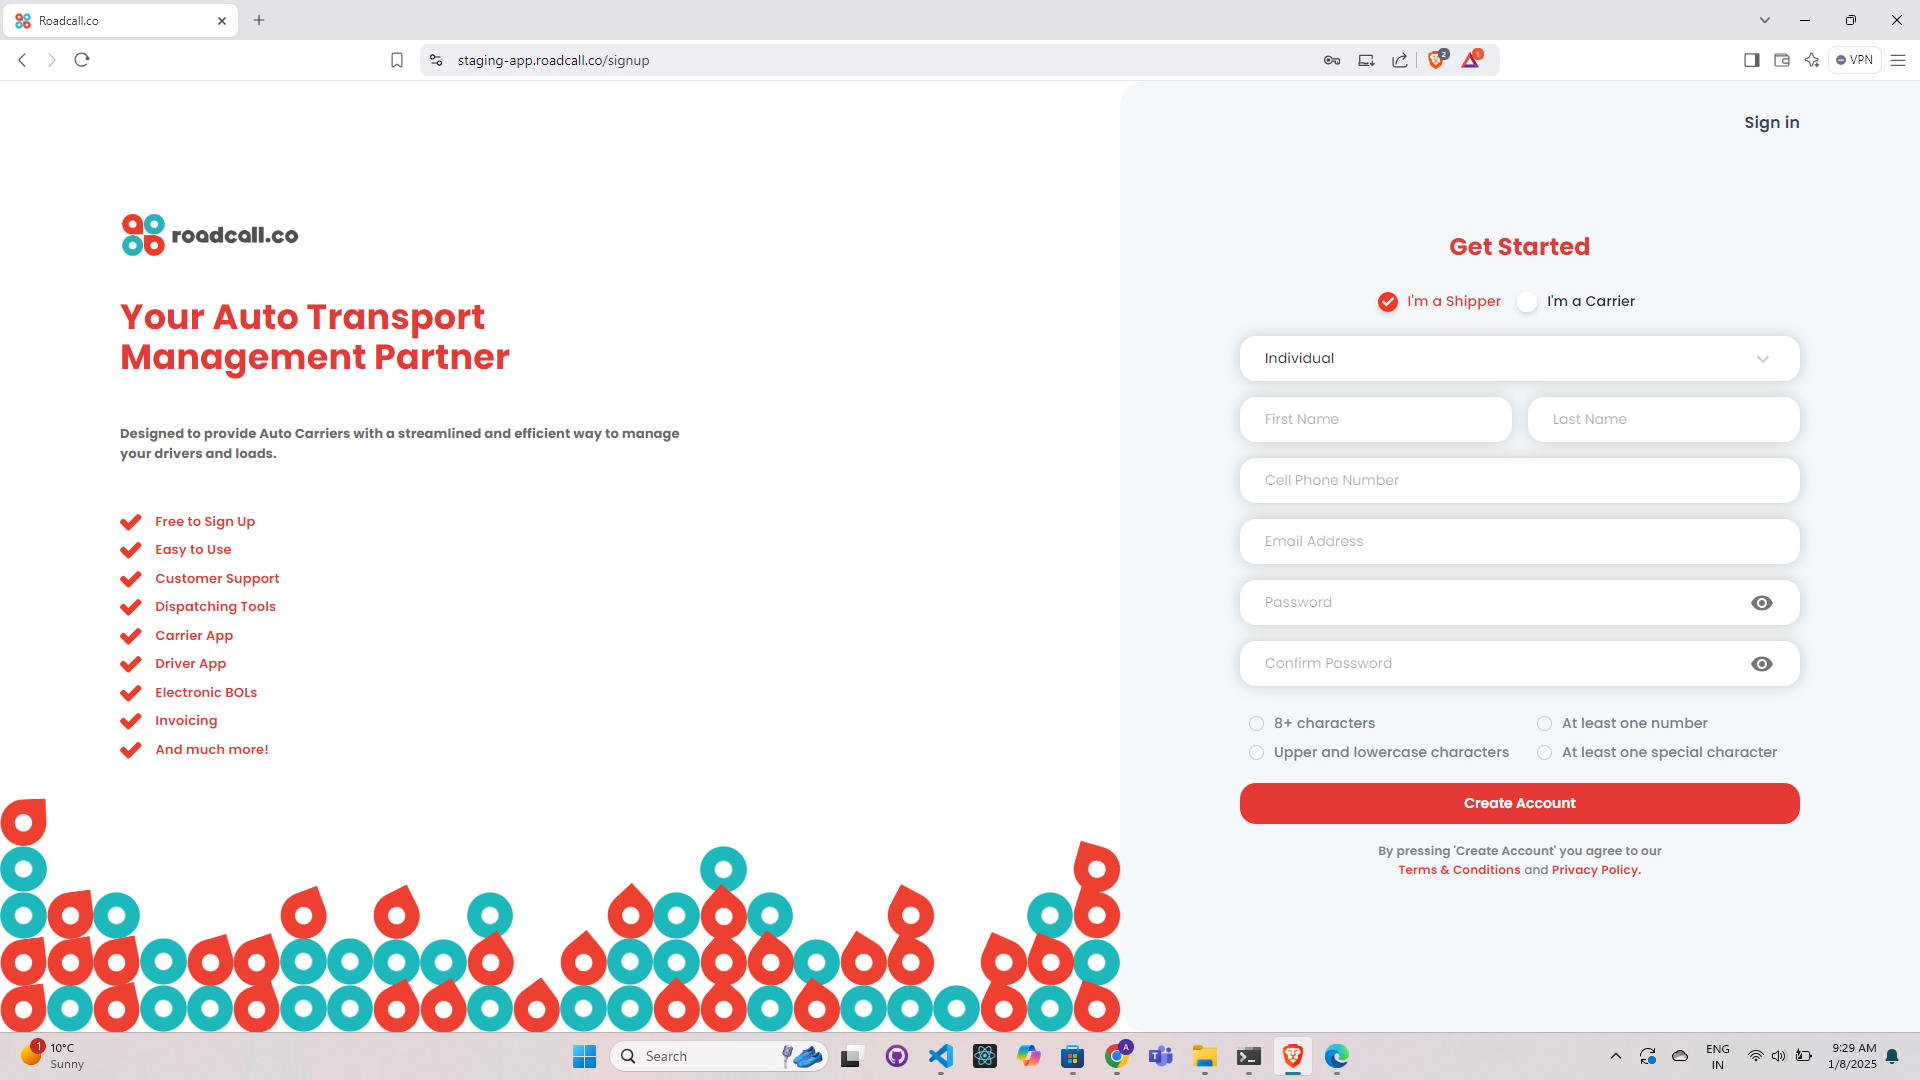 Roadcall.co
staging-app.roadcall.co/signup
2
1
VPN
Sign in
roadcall.co
Your Auto Transport
Management Partner
Designed to provide Auto Carriers with a streamlined and efficient way to manage
your drivers and loads.
Free to Sign Up
Easy to Use
Customer Support
Dispatching Tools
Carrier App
Driver App
Electronic BOLs
Invoicing
And much more!
Get Started
I'm a Shipper
I'm a Carrier
Individual
First Name
Last Name
Cell Phone Number
Email Address
Password
Confirm Password
8+ characters
At least one number
Upper and lowercase characters
At least one special character
Create Account
By pressing 'Create Account' you agree to our
Terms & Conditions and Privacy Policy.
1
10°C
Sunny
Search
A
ENG
IN
9:29 AM
1/8/2025